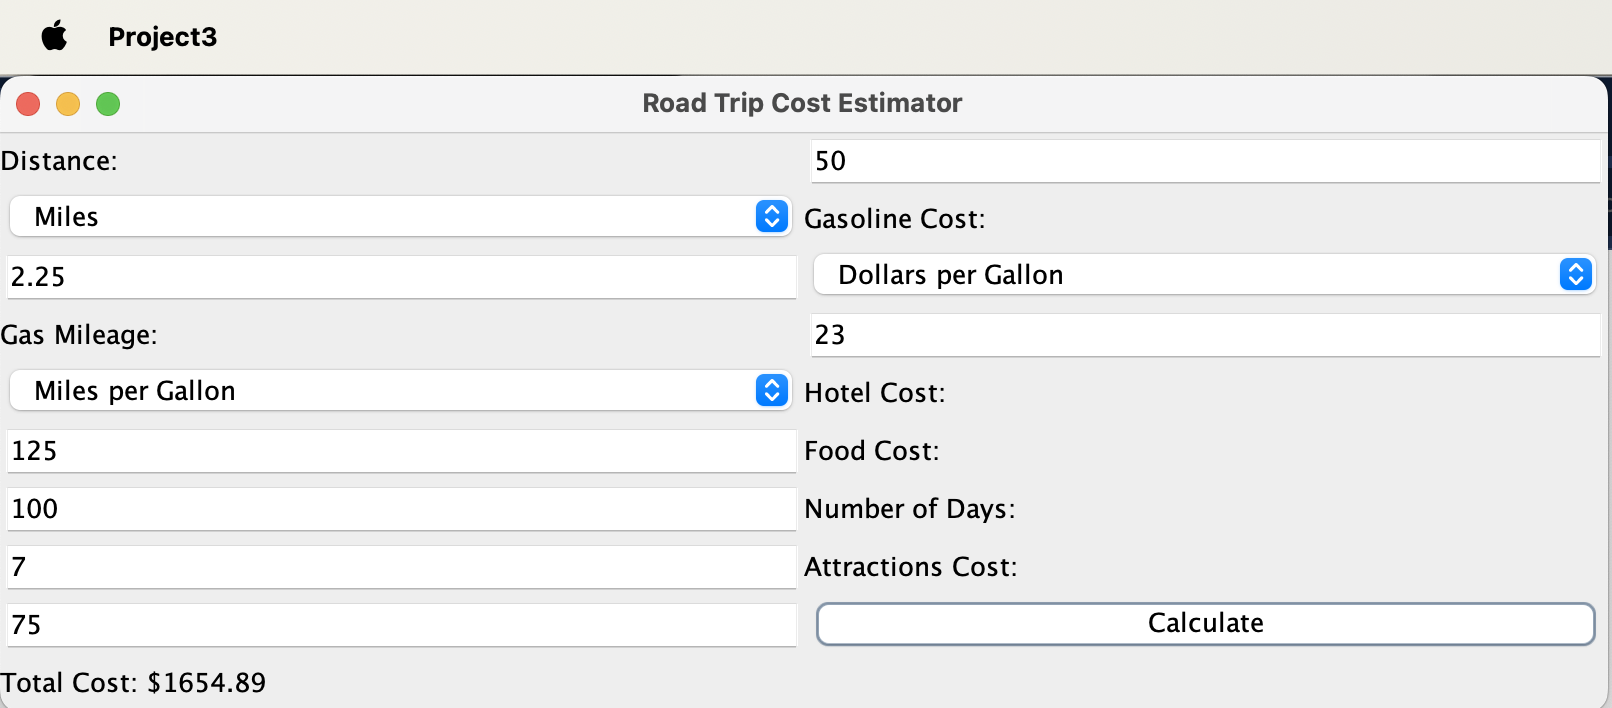 Project3
Road Trip Cost Estimator
Distance:
50
Miles
Gasoline Cost:
2.25
Dollars per Gallon
Gas Mileage:
23
Miles per Gallon
Hotel Cost:
125
Food Cost:
100
Number of Days:
7
Attractions Cost:
75
Calculate
Total Cost: $1654.89